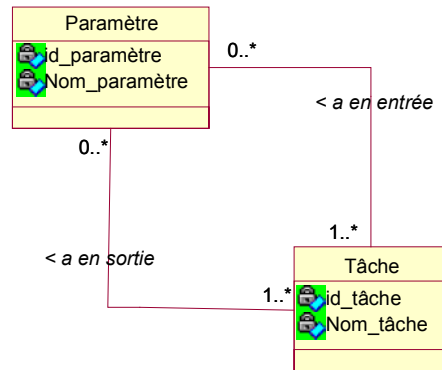 Paramètre
id_paramètre
Nom_paramètre
0..*
< a en entrée
0..*
1..*
< a en sortie
Tâche
1..*
id_tâche
Nom_tâche